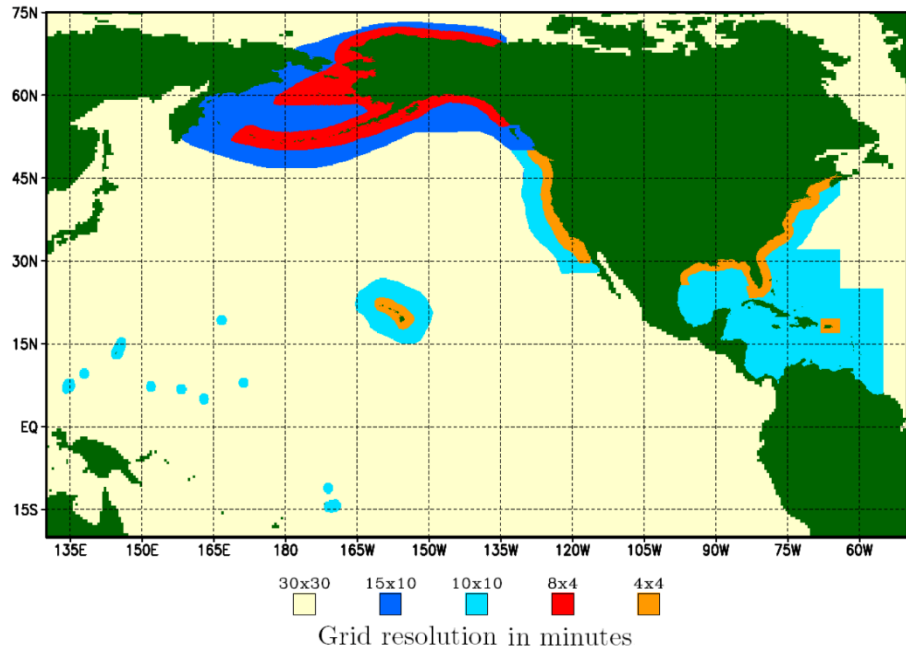 75N
60N
45N
30N
15N
EQ
15S
135E 150E 165E 180 165W 150W 135W 120W 105W 90W 75W 60W
30x30 15x10 10x10 8x4 4x4
Grid resolution in minutes